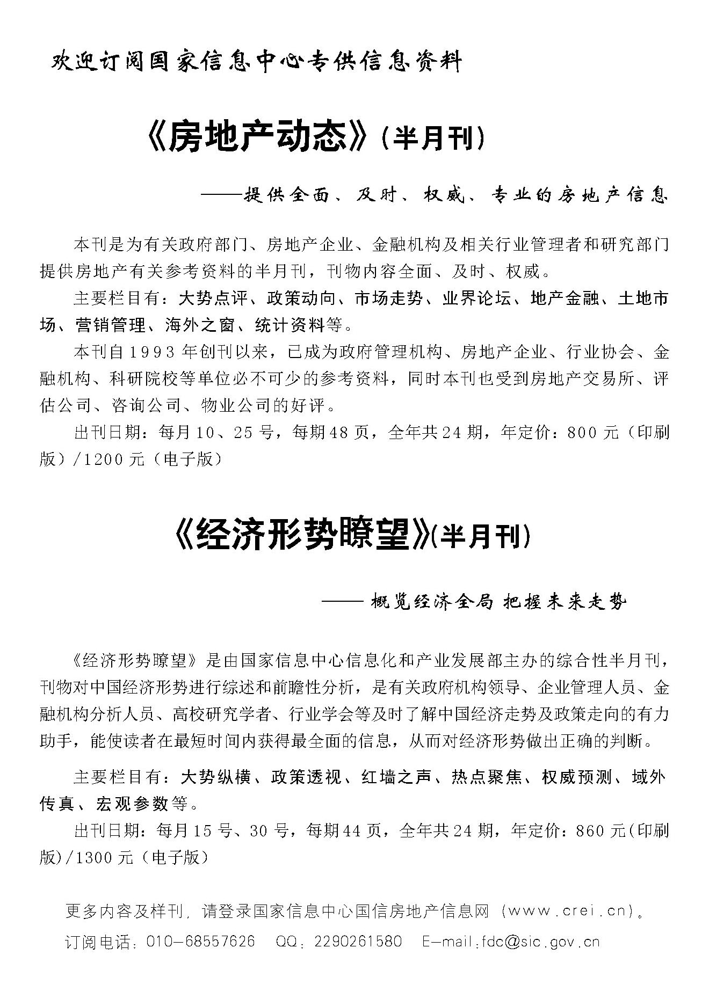 欢迎订阅国家信息中心专供信息资料
《房地产动态》(半月刊)
——提供全面、及时、权威、专业的房地产信息
本刊是为有关政府部门、房地产企业、金融机构及相关行业管理者和研究部门
提供房地产有关参考资料的半月刊，刊物内容全面、及时、权威。
主要栏目有：大势点评、政策动向、市场走势、业界论坛、地产金融、土地市
场、营销管理、海外之窗、统计资料等。
本刊自1993年创刊以来，已成为政府管理机构、房地产企业、行业协会、金
融机构、科研院校等单位必不可少的参考资料，同时本刊也受到房地产交易所、评
估公司、咨询公司、物业公司的好评。
出刊日期：每月10、25号，每期48页，全年共24期，年定价：800元（印刷
版）/1200元（电子版）
《经济形势瞭望》(半月刊)
—— 概览经济全局 把握未来走势
《经济形势瞭望》是由国家信息中心信息化和产业发展部主办的综合性半月刊，
刊物对中国经济形势进行综述和前瞻性分析，是有关政府机构领导、企业管理人员、金
融机构分析人员、高校研究学者、行业学会等及时了解中国经济走势及政策走向的有力
助手，能使读者在最短时间内获得最全面的信息，从而对经济形势做出正确的判断。
主要栏目有：大势纵横、政策透视、红墙之声、热点聚焦、权威预测、域外
传真、宏观参数等。
出刊日期：每月15号、30号，每期44页，全年共24期，年定价：860元(印刷
版)/1300元（电子版）
更多内容及样刊，请登录国家信息中心国信房地产信息网（www.crei.cn)。
订阅电话：010-68557626 QQ：2290261580 E-mail:fdc@sic.gov.cn